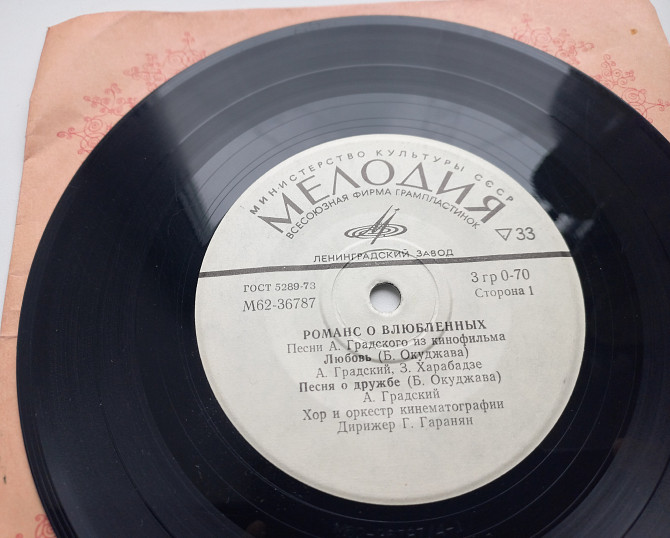 МИНИСТЕРСТВО КУЛЬТУРЫ СССР
МЕЛОДИЯ
ВСЕСОЮЗНАЯ ФИРМА ГРАМПЛАСТИНОК
33
ЛЕНИНГРАДСКИЙ ЗАВОД
ГОСТ 5289-73
3 гр 0-70
М62-36787
Сторона 1
РОМАНС О ВЛЮБЛЕННЫХ
Песни А. Градского из кинофильма
Любовь (Б. Окуджава)
А. Градский, З. Харабадзе
Песня о дружбе (Б. Окуджава)
А. Градский
Хор и оркестр кинематографии
Дирижер Г. Гаранян